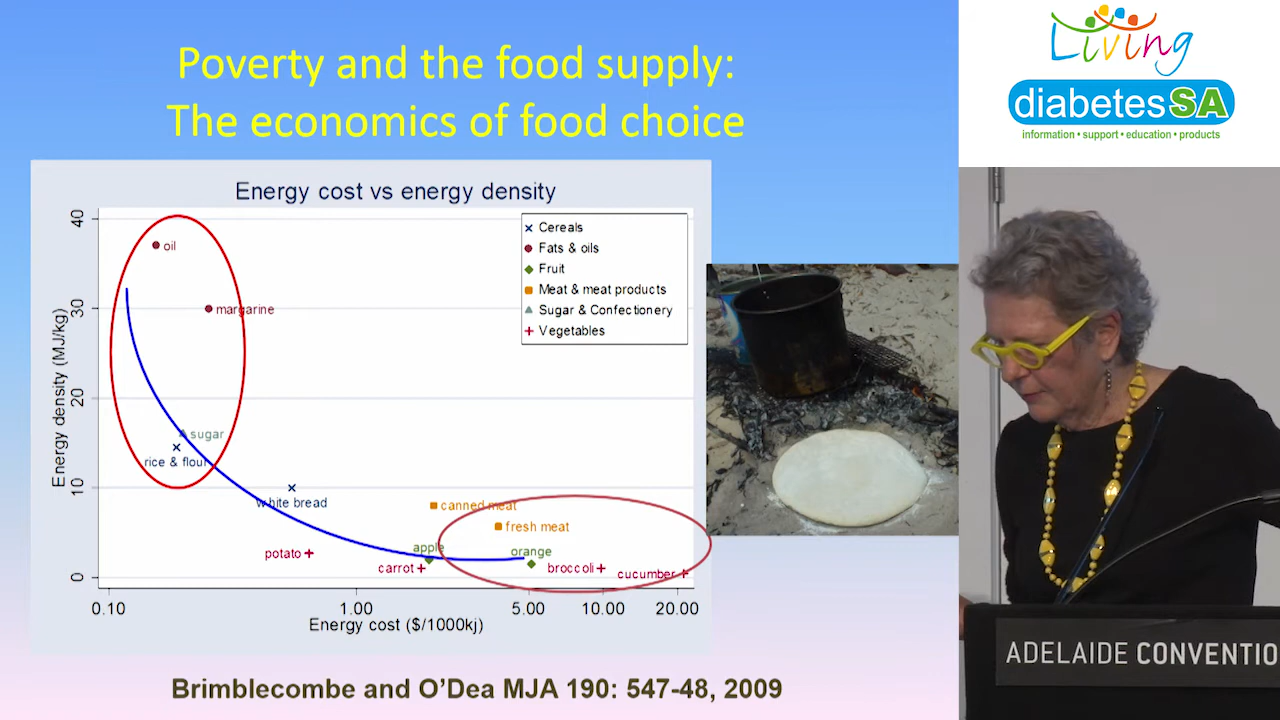 Poverty and the food supply:
The economics of food choice
Energy cost vs energy density
Energy density (MJ/kg)
40
30
20
10
0
Cereals
Fats & oils
Fruit
Meat & meat products
Sugar & Confectionery
Vegetables
oil
margarine
sugar
rice & flour
white bread
canned meat
fresh meat
potato
apple
orange
carrot
broccoli
cucumber
0.10
1.00
5.00
10.00
20.00
Energy cost ($/1000kj)
Brimblecombe and O'Dea MJA 190: 547-48, 2009
Living
diabetesSA
information • support • education • products
ADELAIDE CONVENTIO